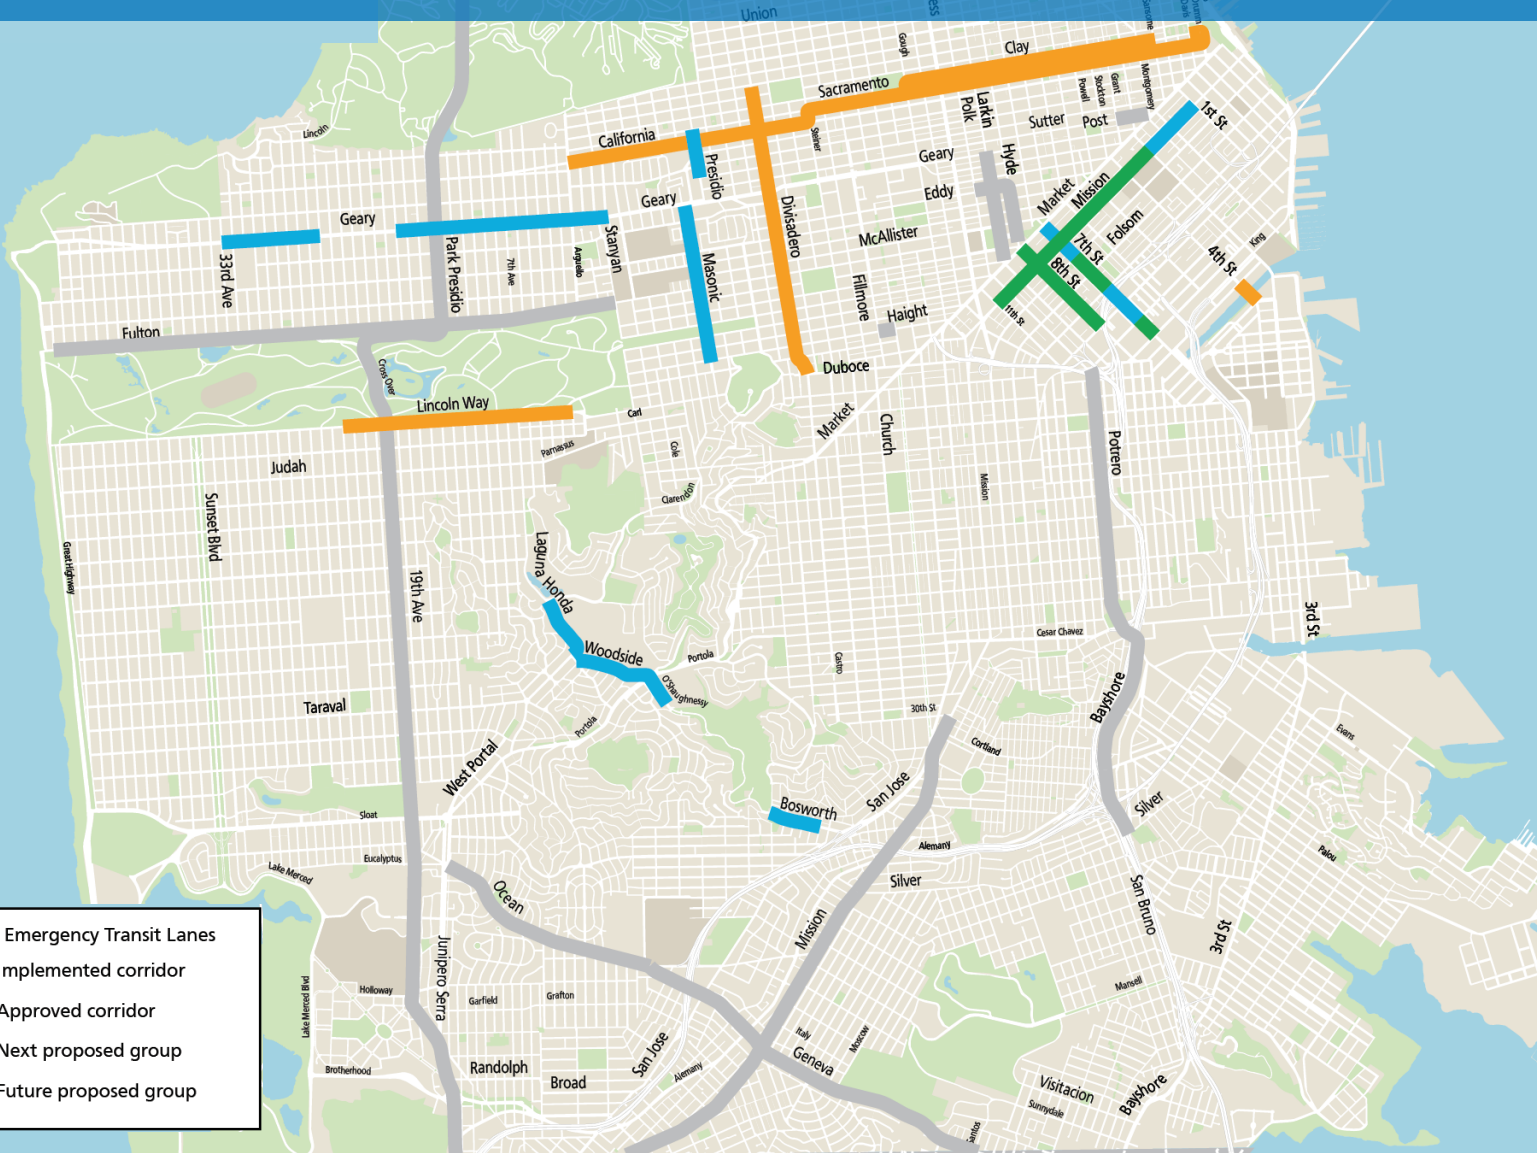 Union
Gough
Clay
Sansome
Davis
Drumm
Sacramento
Larkin
Polk
Powell
Stockton
Grant
Montgomery
1st St
Sutter
Post
Lincoln
California
Presidio
Steiner
Geary
Hyde
Eddy
Market
Mission
Folsom
Geary
Geary
Stanyan
Divisadero
McAllister
7th St
8th St
4th St
King
33rd Ave
Park Presidio
7th Ave
Arguello
Masonic
Fillmore
Haight
11th St
Fulton
Cross Over
Duboce
Lincoln Way
Carl
Market
Church
Potrero
Judah
Parnassus
Cole
Clarendon
Mission
Sunset Blvd
Great Highway
19th Ave
Laguna Honda
Woodside
Portola
O'Shaughnessy
Castro
Cesar Chavez
3rd St
Taraval
Portola
30th St
Cortland
Bayshore
Evans
West Portal
San Jose
Bosworth
Silver
Sloat
Alemany
Palou
Eucalyptus
Lake Merced
Ocean
Silver
Mission
San Bruno
3rd St
Emergency Transit Lanes
mplemented corridor
Approved corridor
Next proposed group
Future proposed group
Junipero Serra
Lake Merced Blvd
Holloway
Garfield
Grafton
Mansell
Brotherhood
Randolph
Broad
San Jose
Alemany
Italy
Moscow
Geneva
Visitacion
Sunnydale
Bayshore